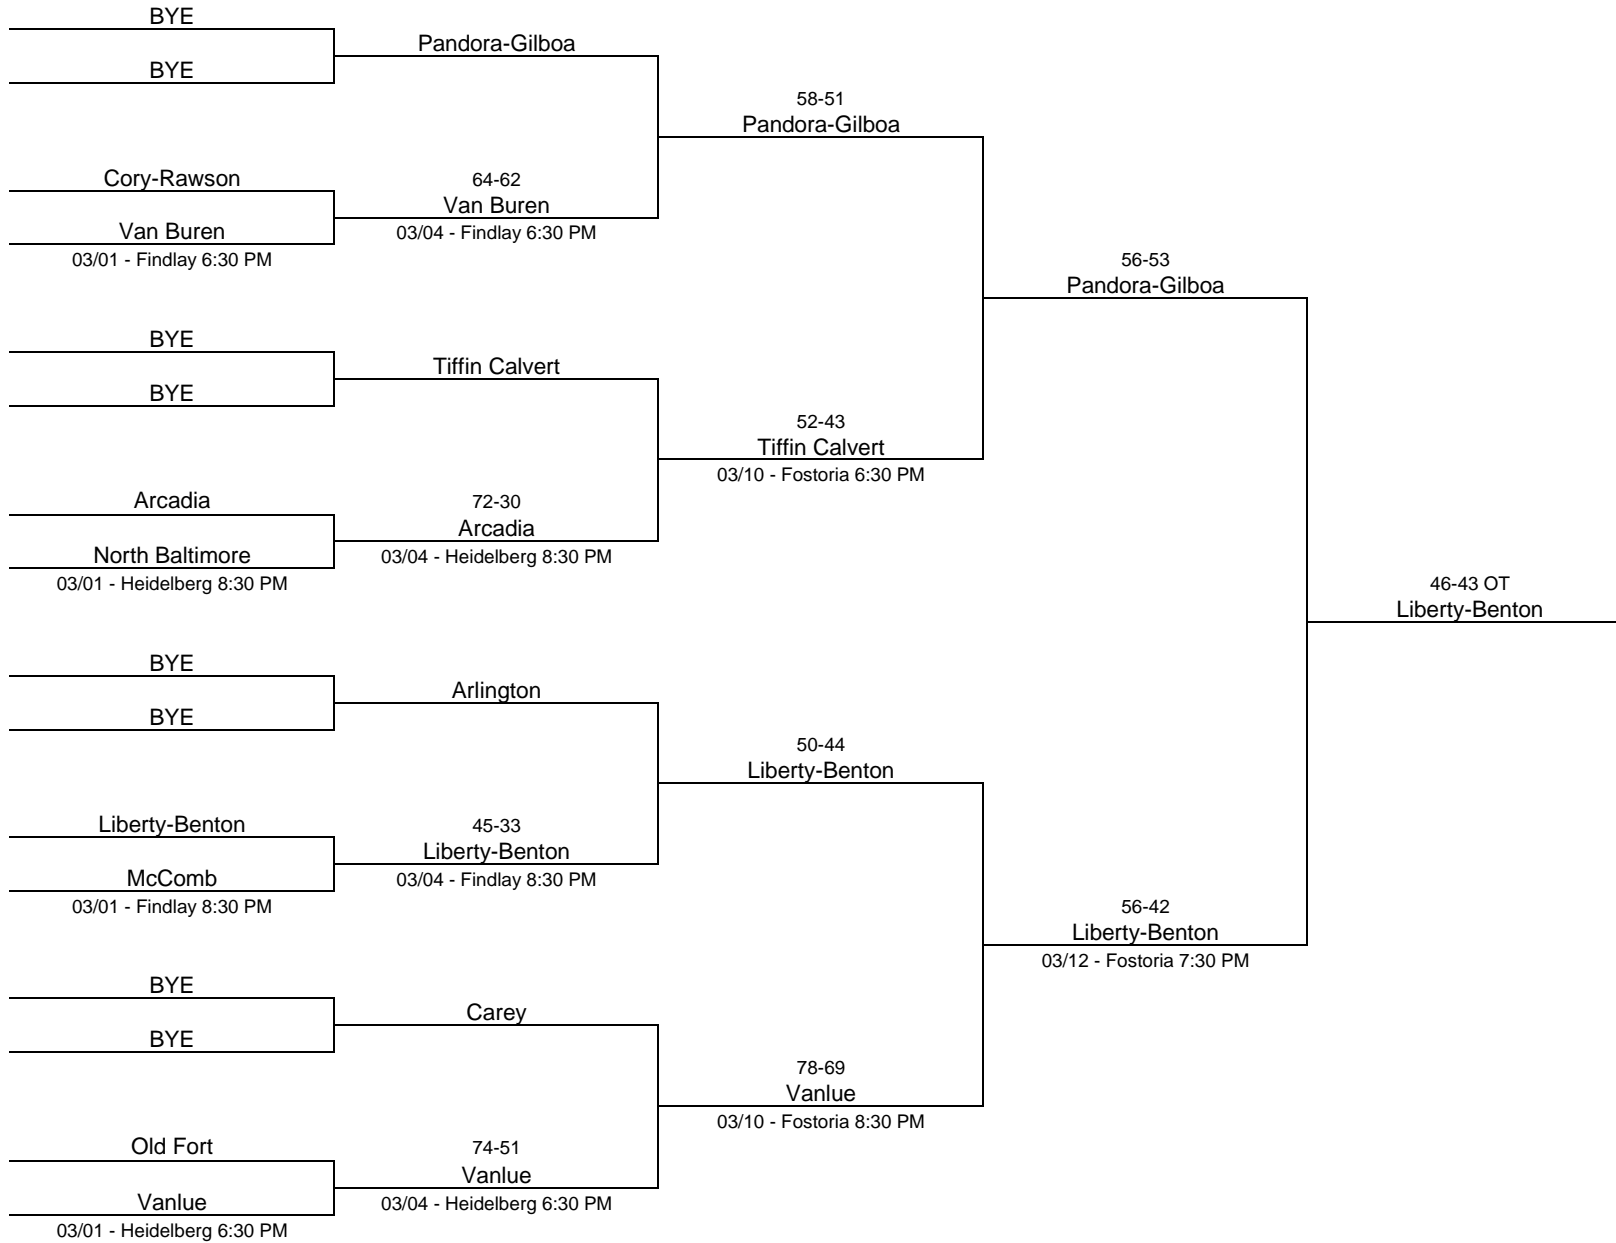 BYE
BYE
Pandora-Gilboa
Cory-Rawson
Van Buren
03/01 - Findlay 6:30 PM
64-62
Van Buren
03/04 - Findlay 6:30 PM
58-51
Pandora-Gilboa
BYE
BYE
Tiffin Calvert
Arcadia
North Baltimore
03/01 - Heidelberg 8:30 PM
72-30
Arcadia
03/04 - Heidelberg 8:30 PM
52-43
Tiffin Calvert
03/10 - Fostoria 6:30 PM
56-53
Pandora-Gilboa
BYE
BYE
Arlington
Liberty-Benton
McComb
03/01 - Findlay 8:30 PM
45-33
Liberty-Benton
03/04 - Findlay 8:30 PM
50-44
Liberty-Benton
BYE
BYE
Carey
Old Fort
Vanlue
03/01 - Heidelberg 6:30 PM
74-51
Vanlue
03/04 - Heidelberg 6:30 PM
78-69
Vanlue
03/10 - Fostoria 8:30 PM
56-42
Liberty-Benton
03/12 - Fostoria 7:30 PM
46-43 OT
Liberty-Benton